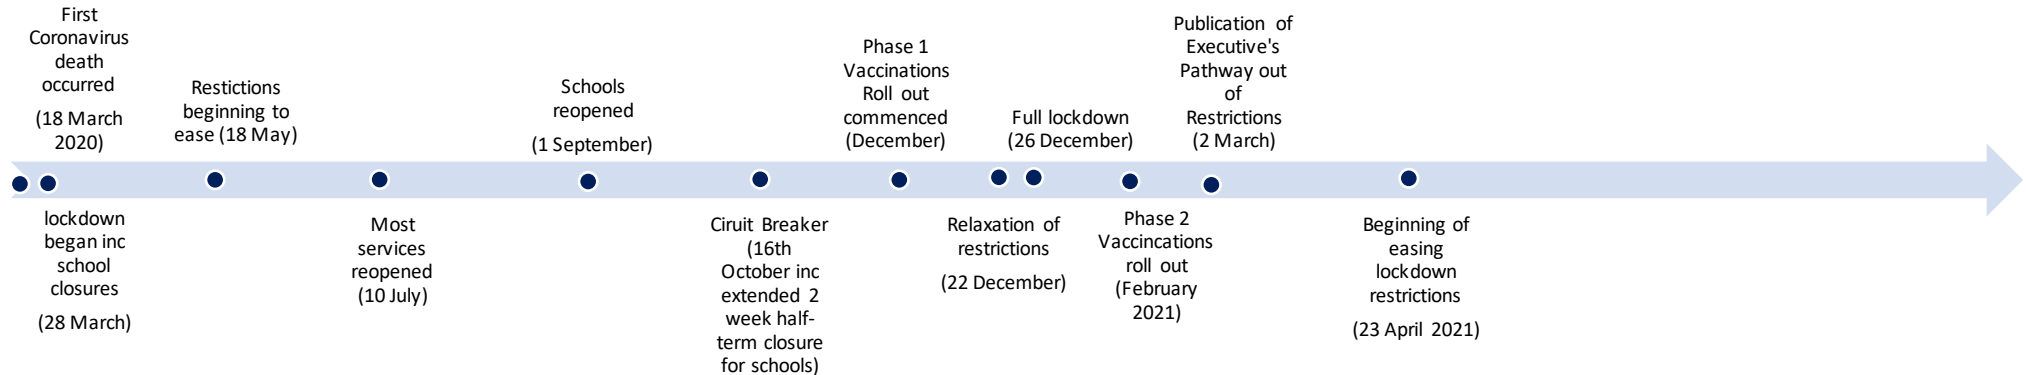 First
Coronavirus
death
occurred
(18 March
2020)
lockdown
began inc
school
closures
(28 March)
Restictions
beginning to
ease (18 May)
Most
services
reopened
(10 July)
Schools
reopened
(1 September)
Ciruit Breaker
(16th
October inc
extended 2
week half-
term closure
for schools)
Phase 1
Vaccinations
Roll out
commenced
(December)
Relaxation of
restrictions
(22 December)
Full lockdown
(26 December)
Phase 2
Vaccincations
roll out
(February
2021)
Publication of
Executive's
Pathway out
of
Restrictions
(2 March)
Beginning of
easing
lockdown
restrictions
(23 April 2021)